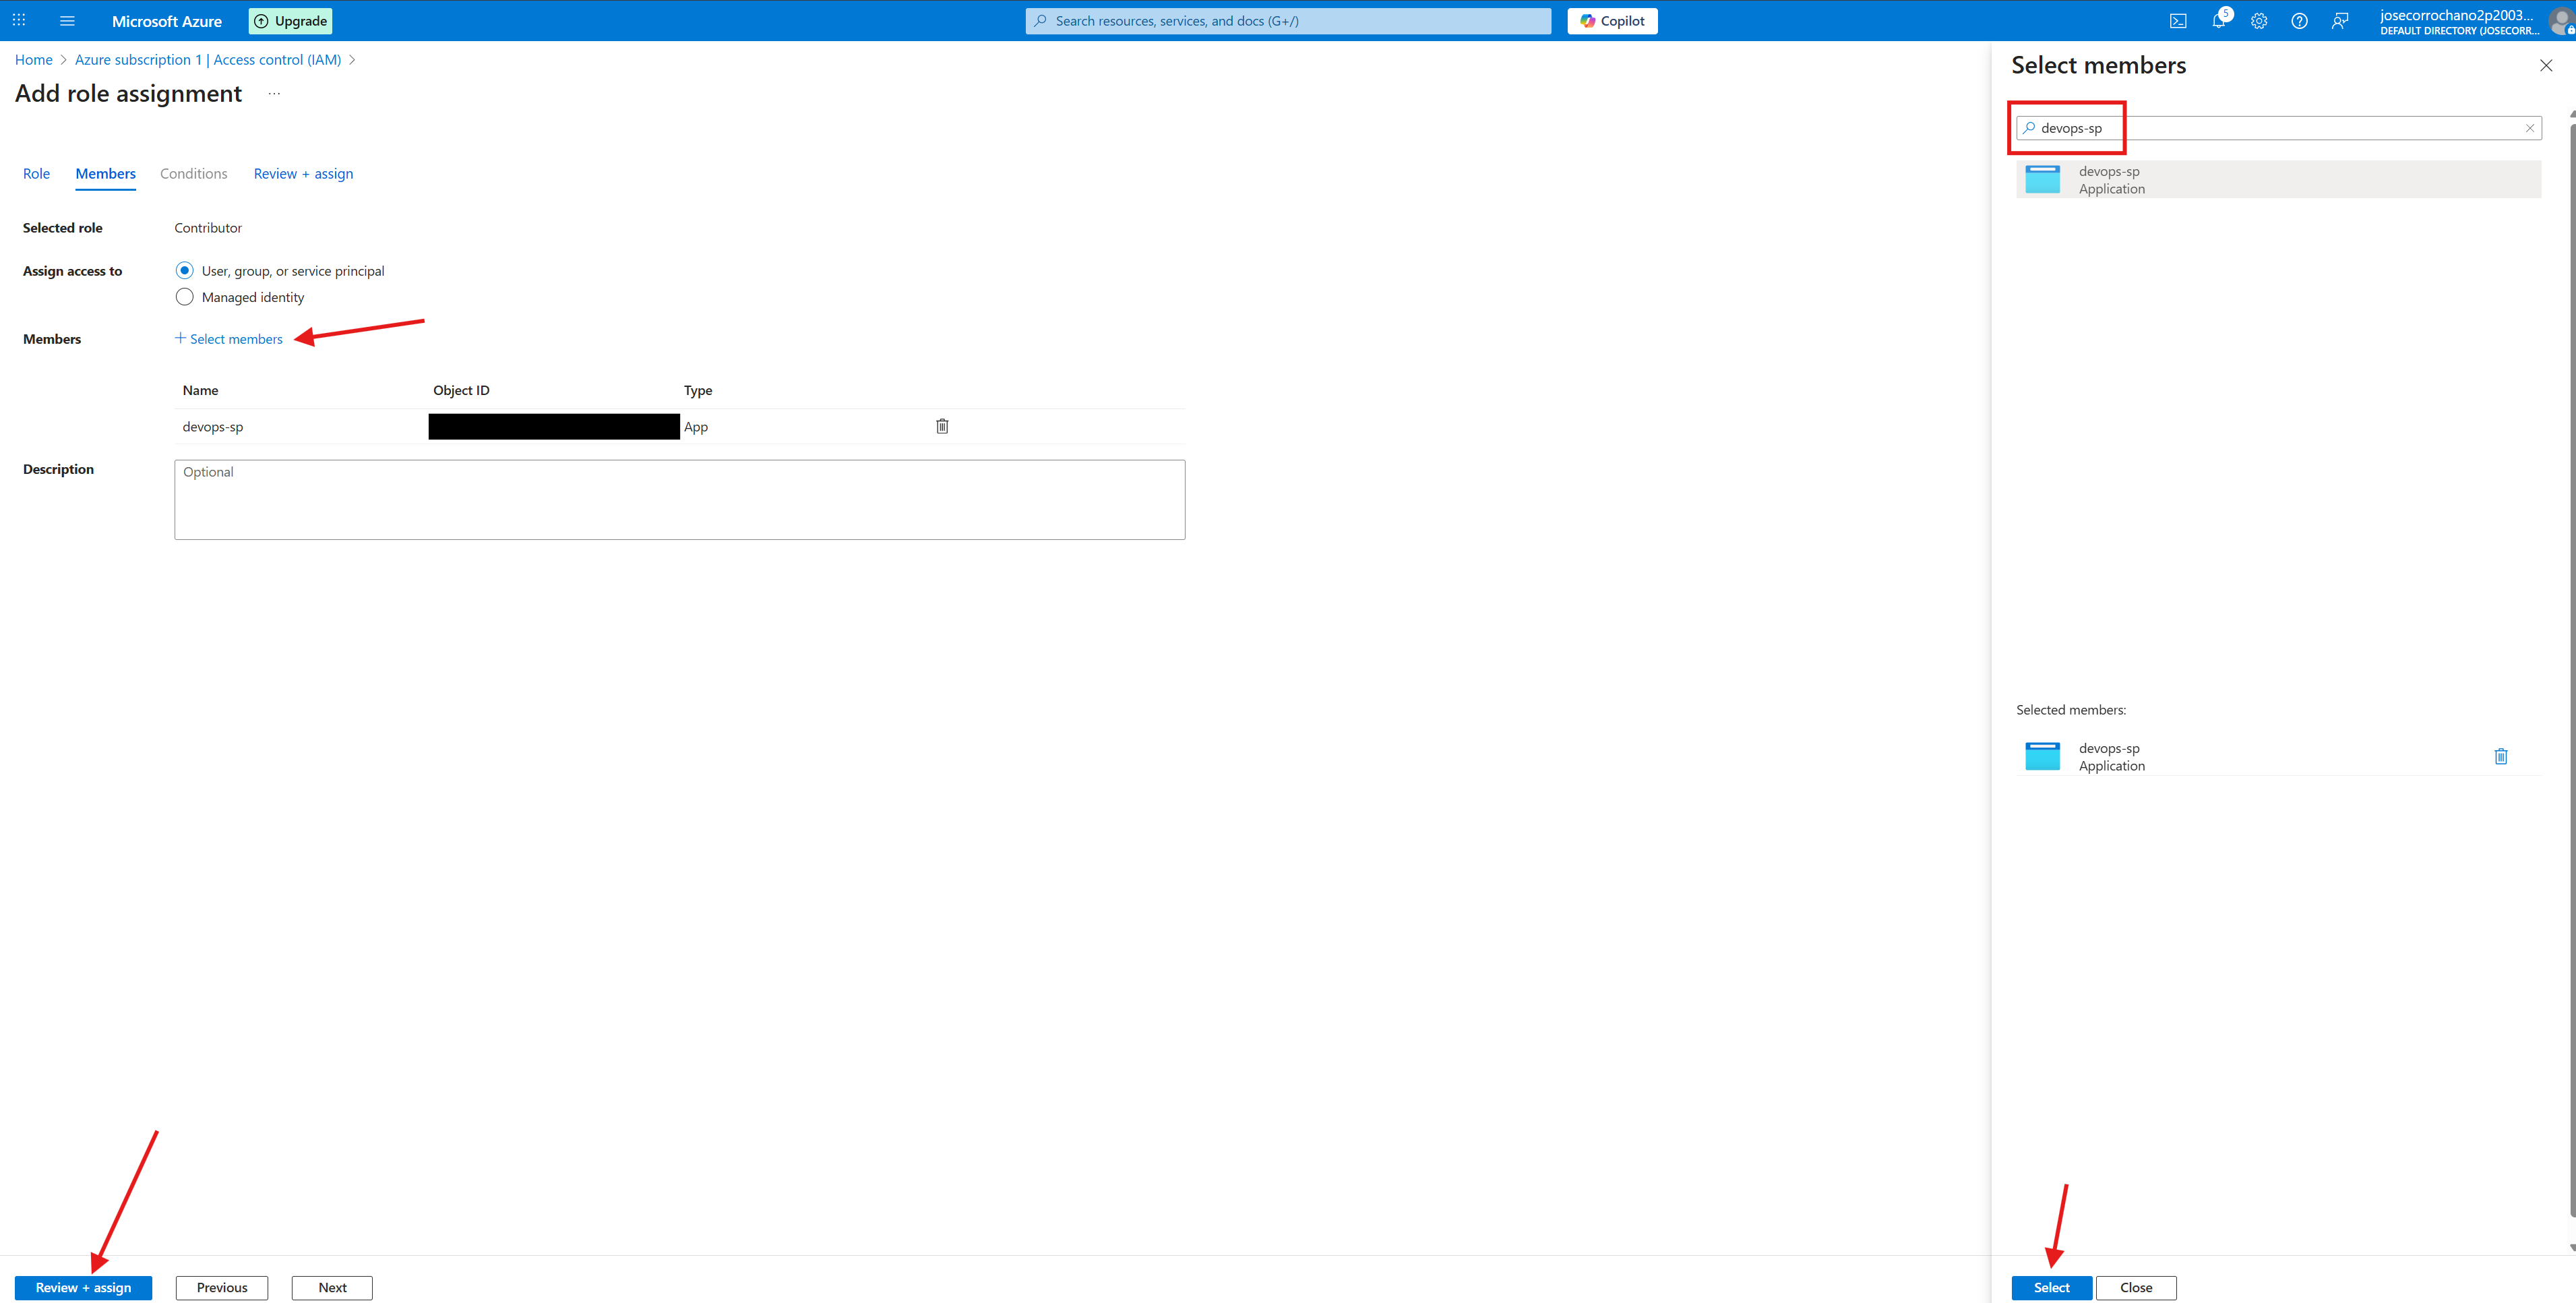 Microsoft Azure
Upgrade
Search resources, services, and docs (G+/)
Copilot
5
josecorrochano2p2003...
DEFAULT DIRECTORY (JOSECORR...
Home > Azure subscription 1 | Access control (IAM) >
Add role assignment ...
Role Members Conditions Review + assign
Selected role Contributor
Assign access to User, group, or service principal
Managed identity
Members + Select members
Name Object ID Type
devops-sp App
Description Optional
Review + assign Previous Next
Select members
devops-sp
devops-sp
Application
Selected members:
devops-sp
Application
Select Close